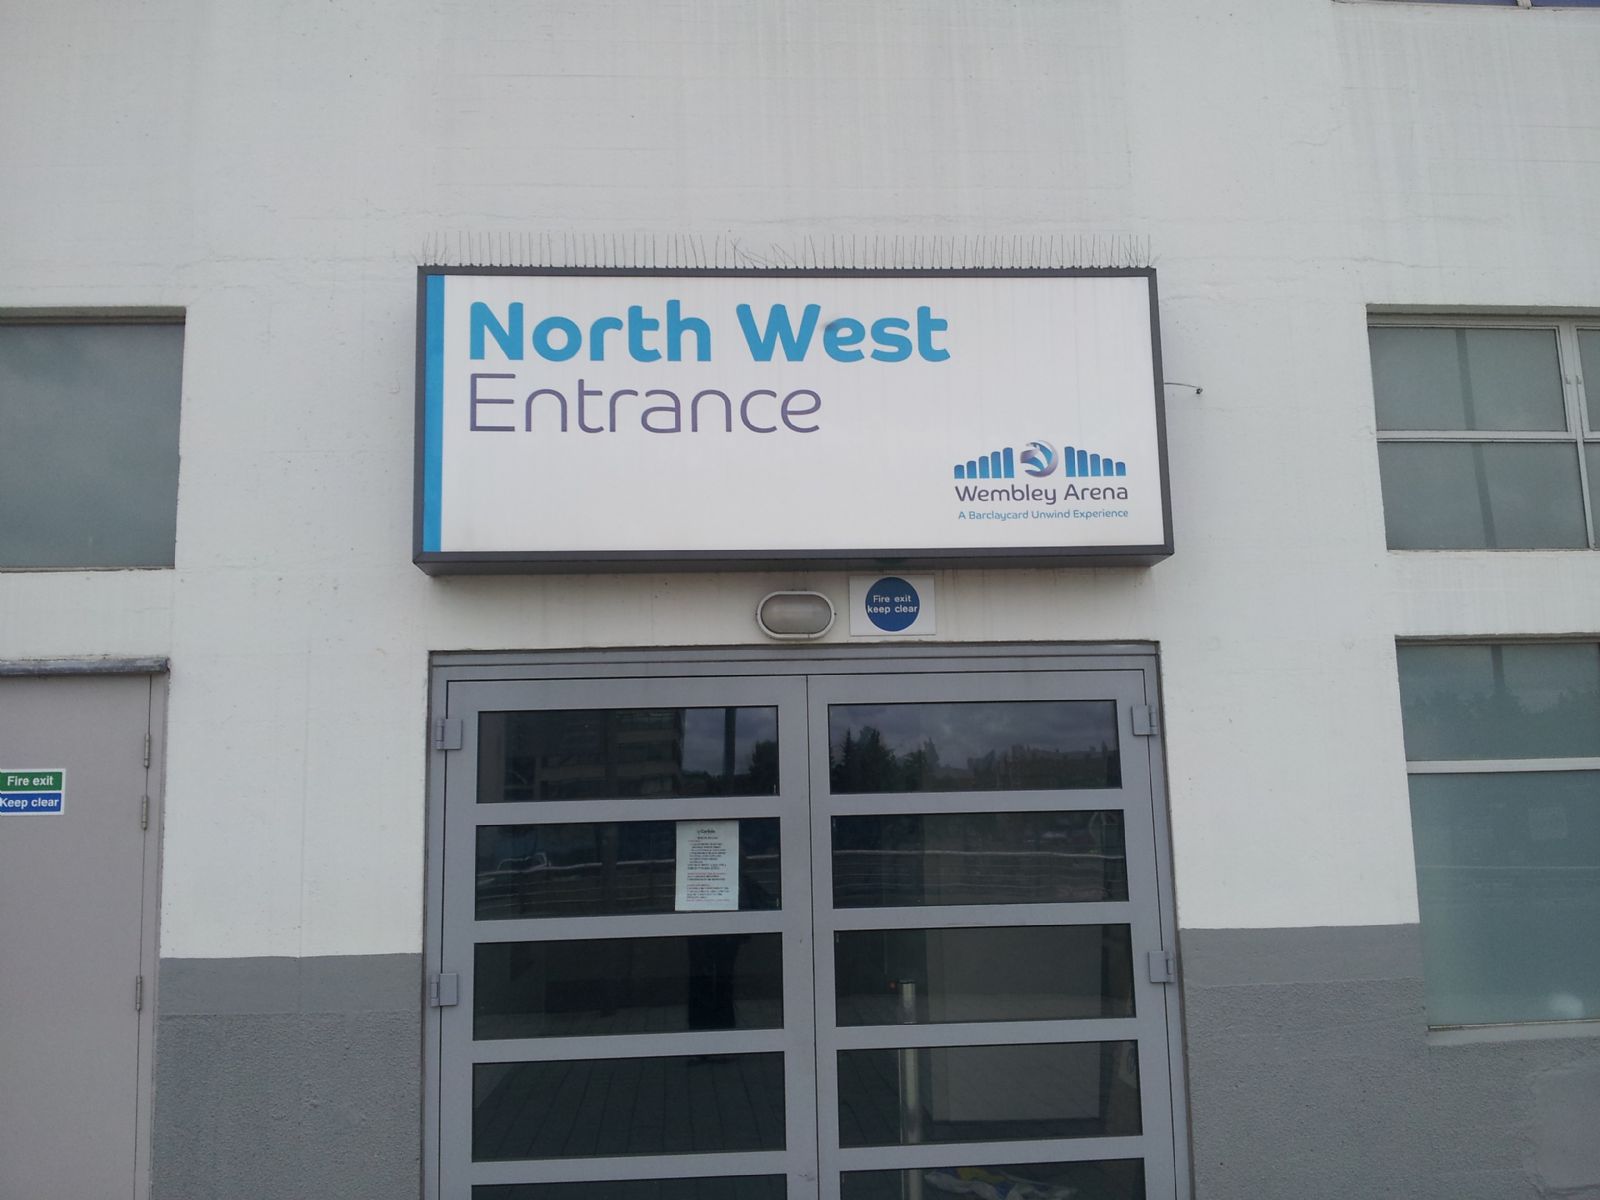 North West
Entrance
Wembley Arena
A Barclaycard Unwind Experience
Fire exit
keep clear
Fire exit
Keep clear